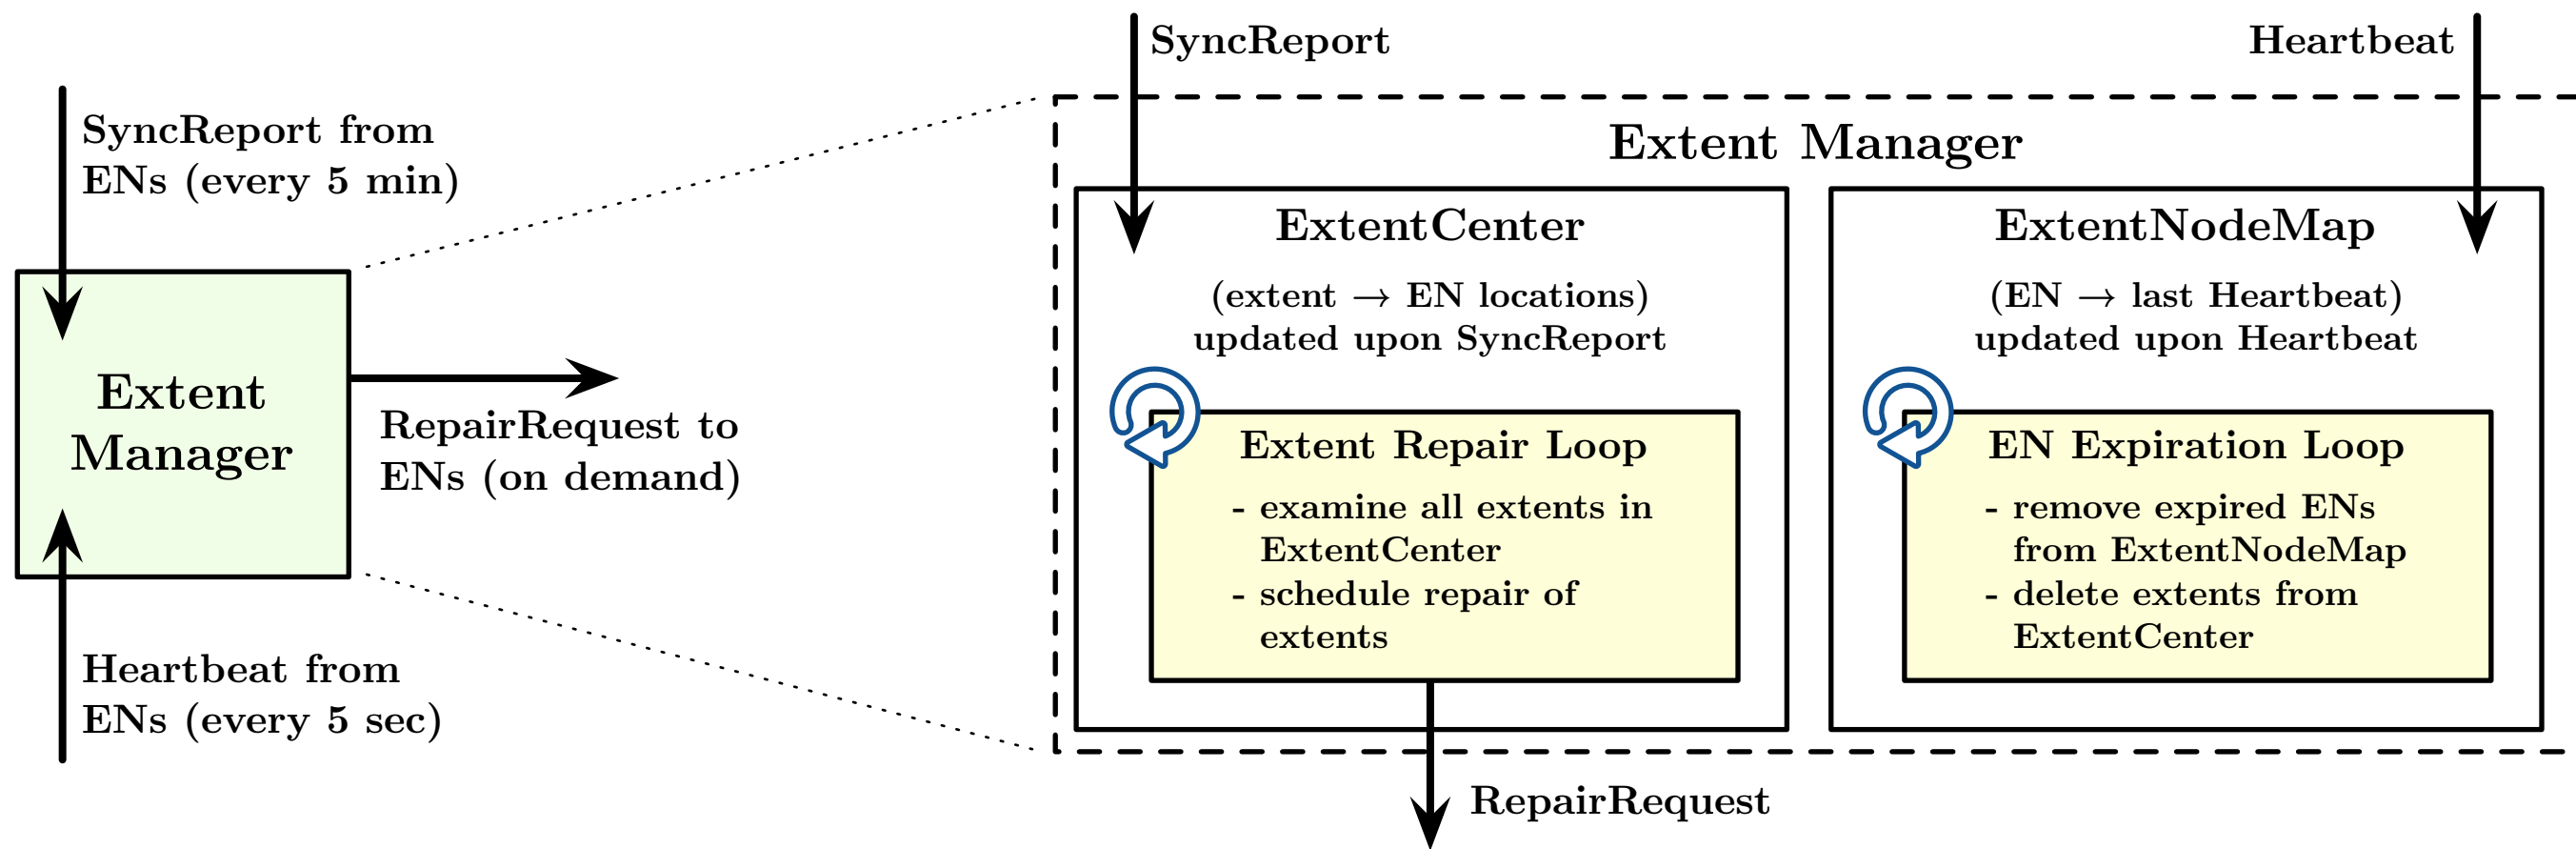 SyncReport from
ENs (every 5 min)
Extent
Manager
RepairRequest to
ENs (on demand)
Heartbeat from
ENs (every 5 sec)
SyncReport
Heartbeat
Extent Manager
ExtentCenter
(extent → EN locations)
updated upon SyncReport
Extent Repair Loop
- examine all extents in
ExtentCenter
- schedule repair of
extents
ExtentNodeMap
(EN → last Heartbeat)
updated upon Heartbeat
EN Expiration Loop
- remove expired ENs
from ExtentNodeMap
- delete extents from
ExtentCenter
RepairRequest